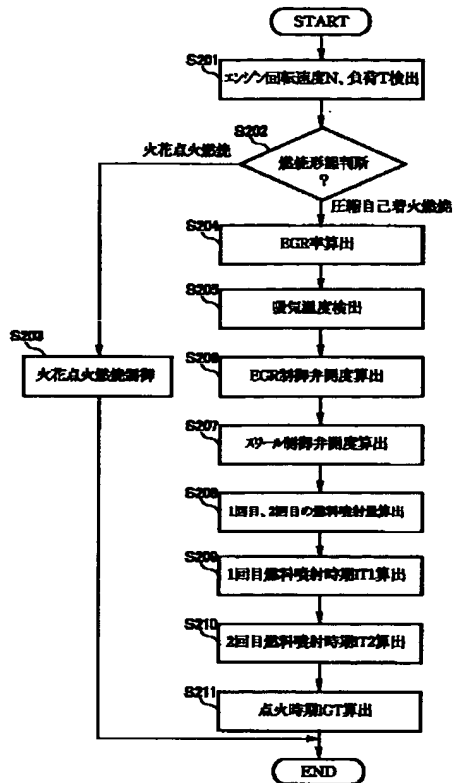 START
S201
エンジン回転速度N、負荷T検出
S202
火花点火燃焼
燃焼形態判断
?
圧縮自己着火燃焼
S204
EGR率算出
S205
吸気温度検出
S203
火花点火燃焼制御
S206
EGR制御弁開度算出
S207
スワール制御弁開度算出
S208
1回目、2回目の燃料噴射量算出
S209
1回目燃料噴射時期IT1算出
S210
2回目燃料噴射時期IT2算出
S211
点火時期IGT算出
END